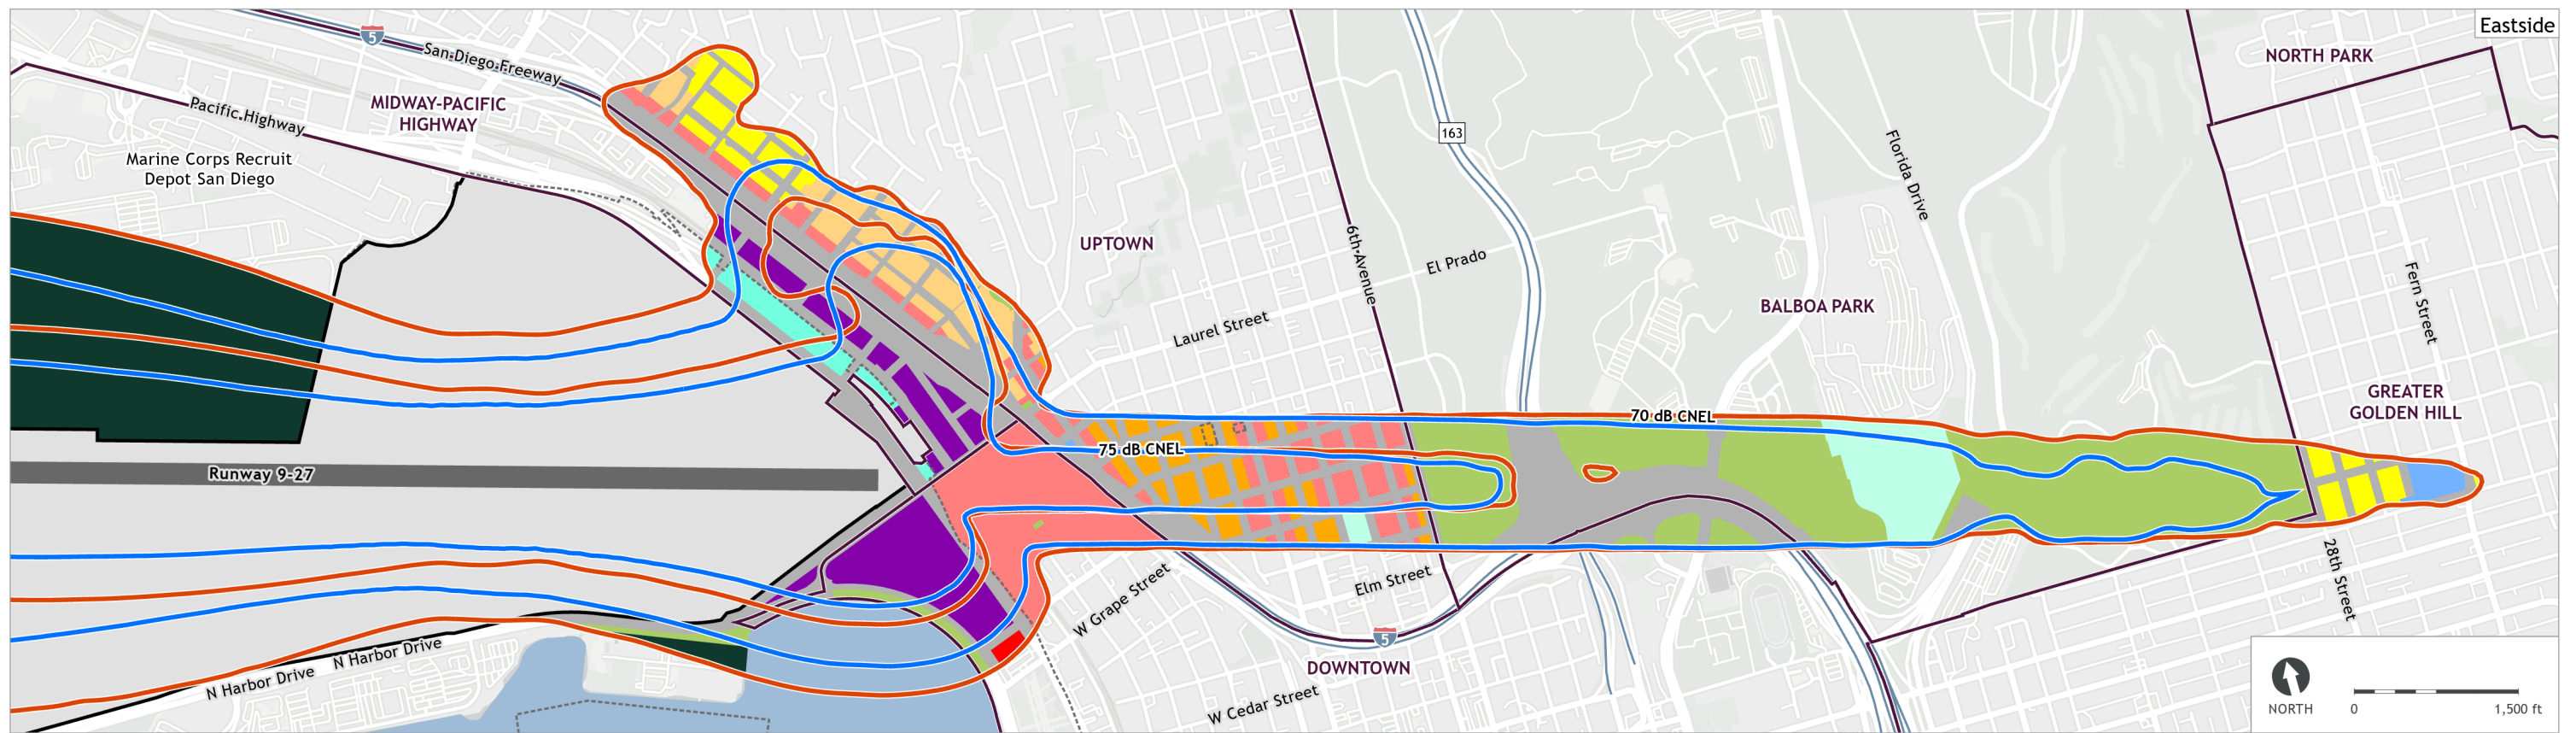 Eastside
5
San Diego Freeway
NORTH PARK
Pacific Highway
MIDWAY-PACIFIC
HIGHWAY
163
Marine Corps Recruit
Depot San Diego
Florida Drive
UPTOWN
6th Avenue
El Prado
BALBOA PARK
Fern Street
Laurel Street
GREATER
GOLDEN HILL
70 dB CNEL
75 dB CNEL
Runway 9-27
W Grape Street
Elm Street
28th Street
5
N Harbor Drive
N Harbor Drive
DOWNTOWN
W Cedar Street
NORTH
0
1,500 ft